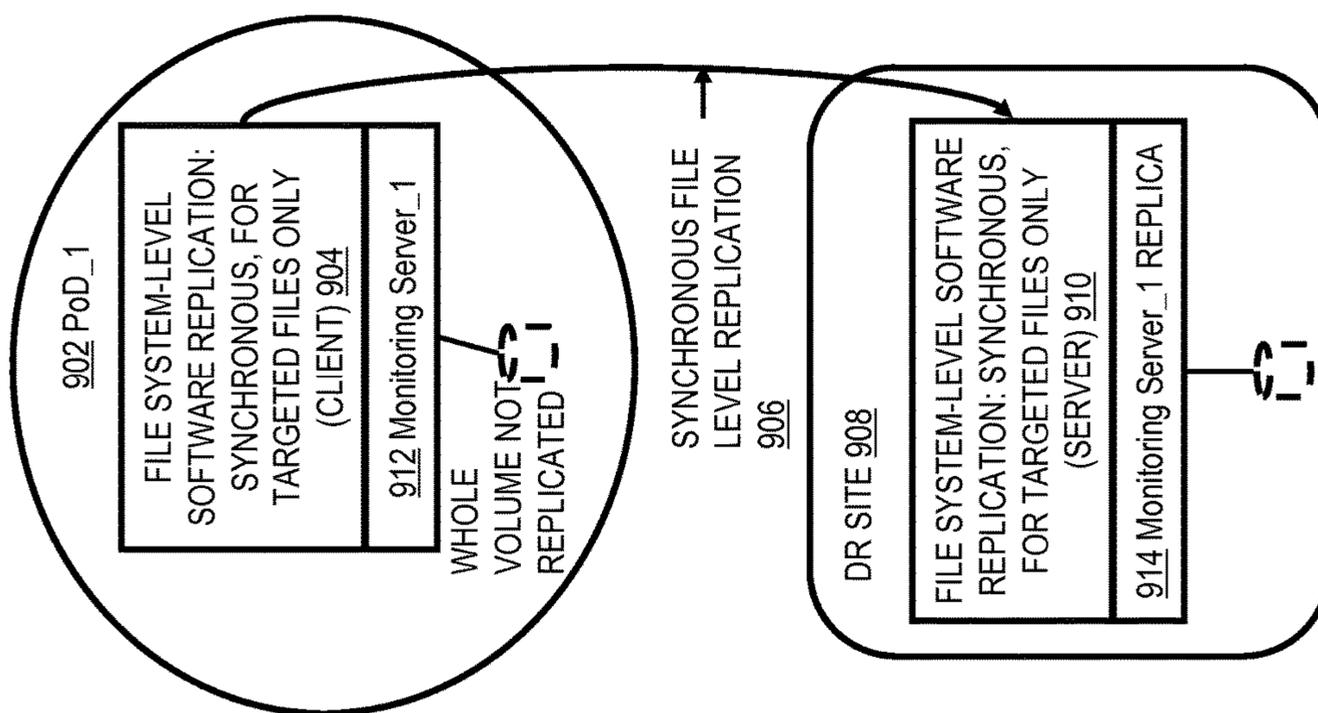 902 PoD_1
FILE SYSTEM-LEVEL
SOFTWARE REPLICATION:
SYNCHRONOUS, FOR
TARGETED FILES ONLY
(CLIENT) 904
912 Monitoring Server_1
WHOLE
VOLUME NOT
REPLICATED
SYNCHRONOUS FILE
LEVEL REPLICATION
906
DR SITE 908
FILE SYSTEM-LEVEL SOFTWARE
REPLICATION: SYNCHRONOUS,
FOR TARGETED FILES ONLY
(SERVER) 910
914 Monitoring Server_1 REPLICA